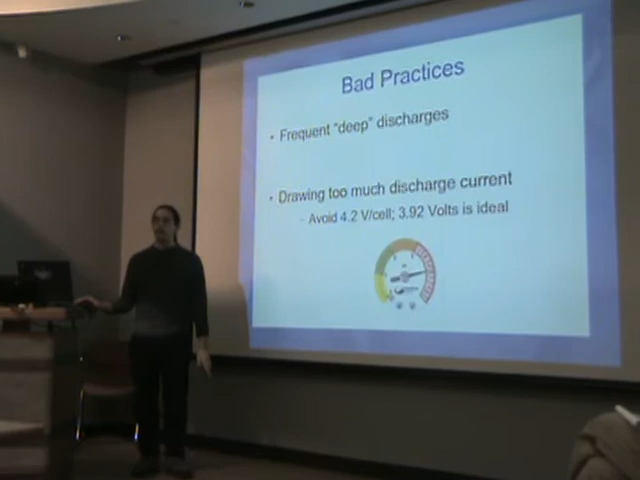 Bad Practices
• Frequent "deep" discharges
• Drawing too much discharge current
– Avoid 4.2 V/cell; 3.92 Volts is ideal